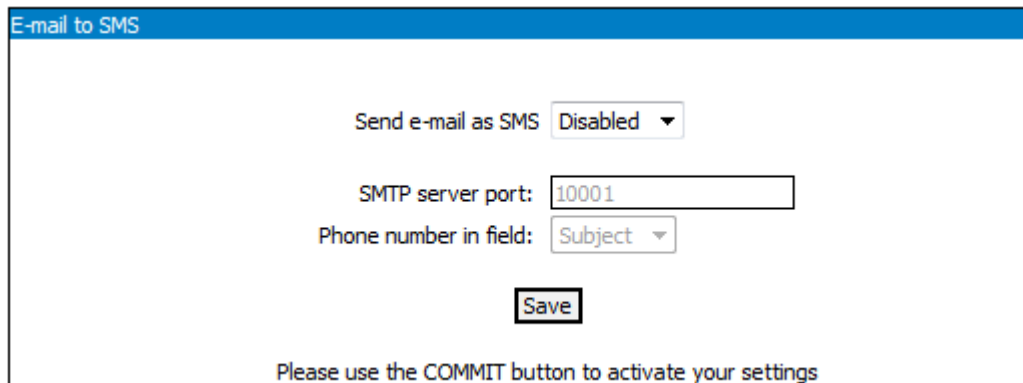 E-mail to SMS
Send e-mail as SMS Disabled
SMTP server port: 10001
Phone number in field: Subject
Save
Please use the COMMIT button to activate your settings